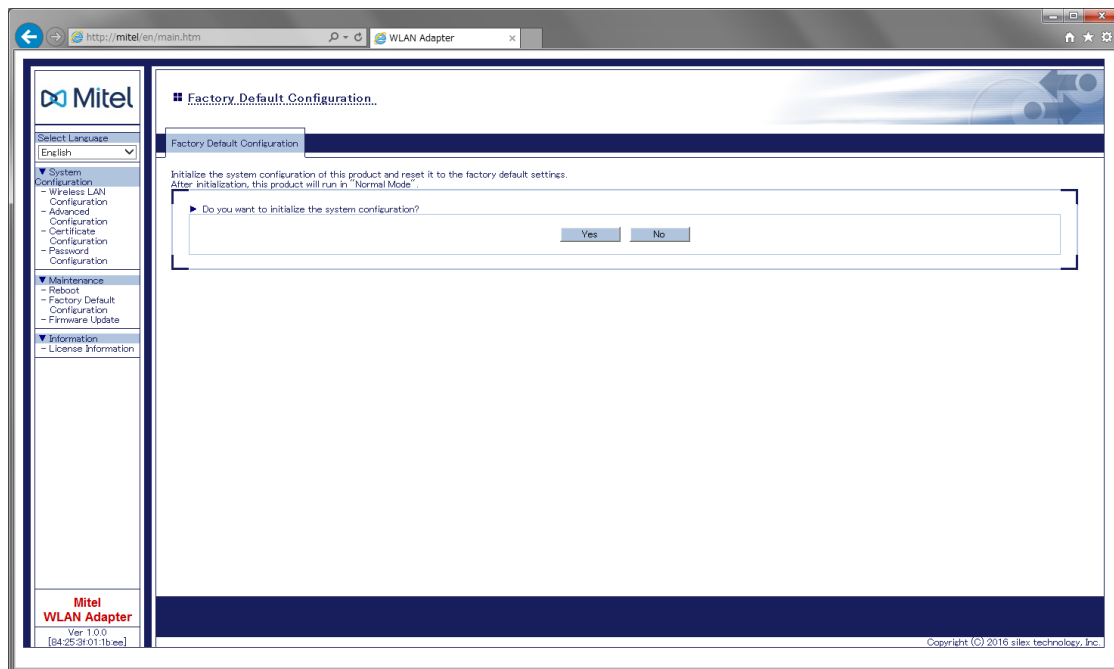 http://mitel/en/main.htm
WLAN Adapter
Mitel
Factory Default Configuration.
Select Language
English
Factory Default Configuration
▼ System Configuration
- Wireless LAN
Configuration
- Advanced
Configuration
- Certificate
Configuration
- Password
Configuration
▼ Maintenance
- Reboot
- Factory Default
Configuration
- Firmware Update
▼ Information
- License Information
Initialize the system configuration of this product and reset it to the factory default settings.
After initialization, this product will run in "Normal Mode".
► Do you want to initialize the system configuration?
Yes
No
Mitel
WLAN Adapter
Ver 1.0.0
[84:25:3f:01:1b:ee]
Copyright (C) 2016 silex technology, Inc.